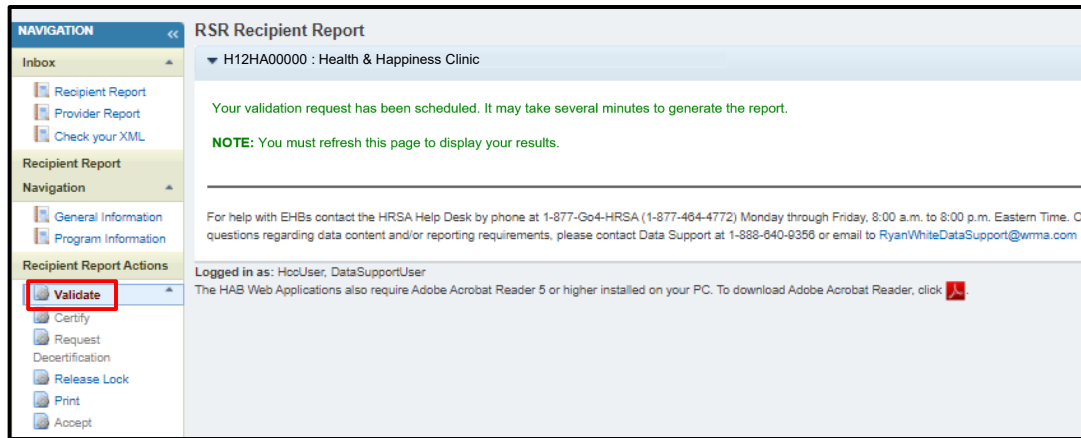 NAVIGATION
Inbox
Recipient Report
Provider Report
Check your XML
Recipient Report
Navigation
General Information
Program Information
Recipient Report Actions
Validate
Certify
Request
Decertification
Release Lock
Print
Accept
RSR Recipient Report
H12HA00000 : Health & Happiness Clinic
Your validation request has been scheduled. It may take several minutes to generate the report.
NOTE: You must refresh this page to display your results.
For help with EHBs contact the HRSA Help Desk by phone at 1-877-Go4-HRSA (1-877-464-4772) Monday through Friday, 8:00 a.m. to 8:00 p.m. Eastern Time.
questions regarding data content and/or reporting requirements, please contact Data Support at 1-888-640-9356 or email to RyanWhiteDataSupport@wrma.com
Logged in as: HccUser, DataSupportUser
The HAB Web Applications also require Adobe Acrobat Reader 5 or higher installed on your PC. To download Adobe Acrobat Reader, click .